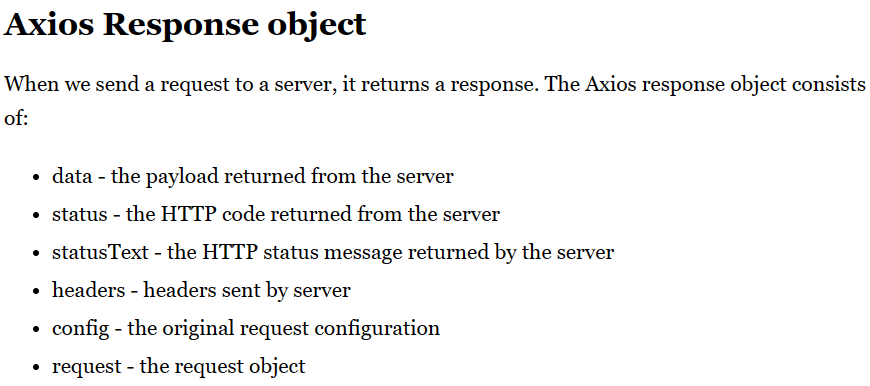 Axios Response object
When we send a request to a server, it returns a response. The Axios response object consists
of:
• data - the payload returned from the server
• status - the HTTP code returned from the server
• statusText - the HTTP status message returned by the server
• headers - headers sent by server
• config - the original request configuration
• request - the request object